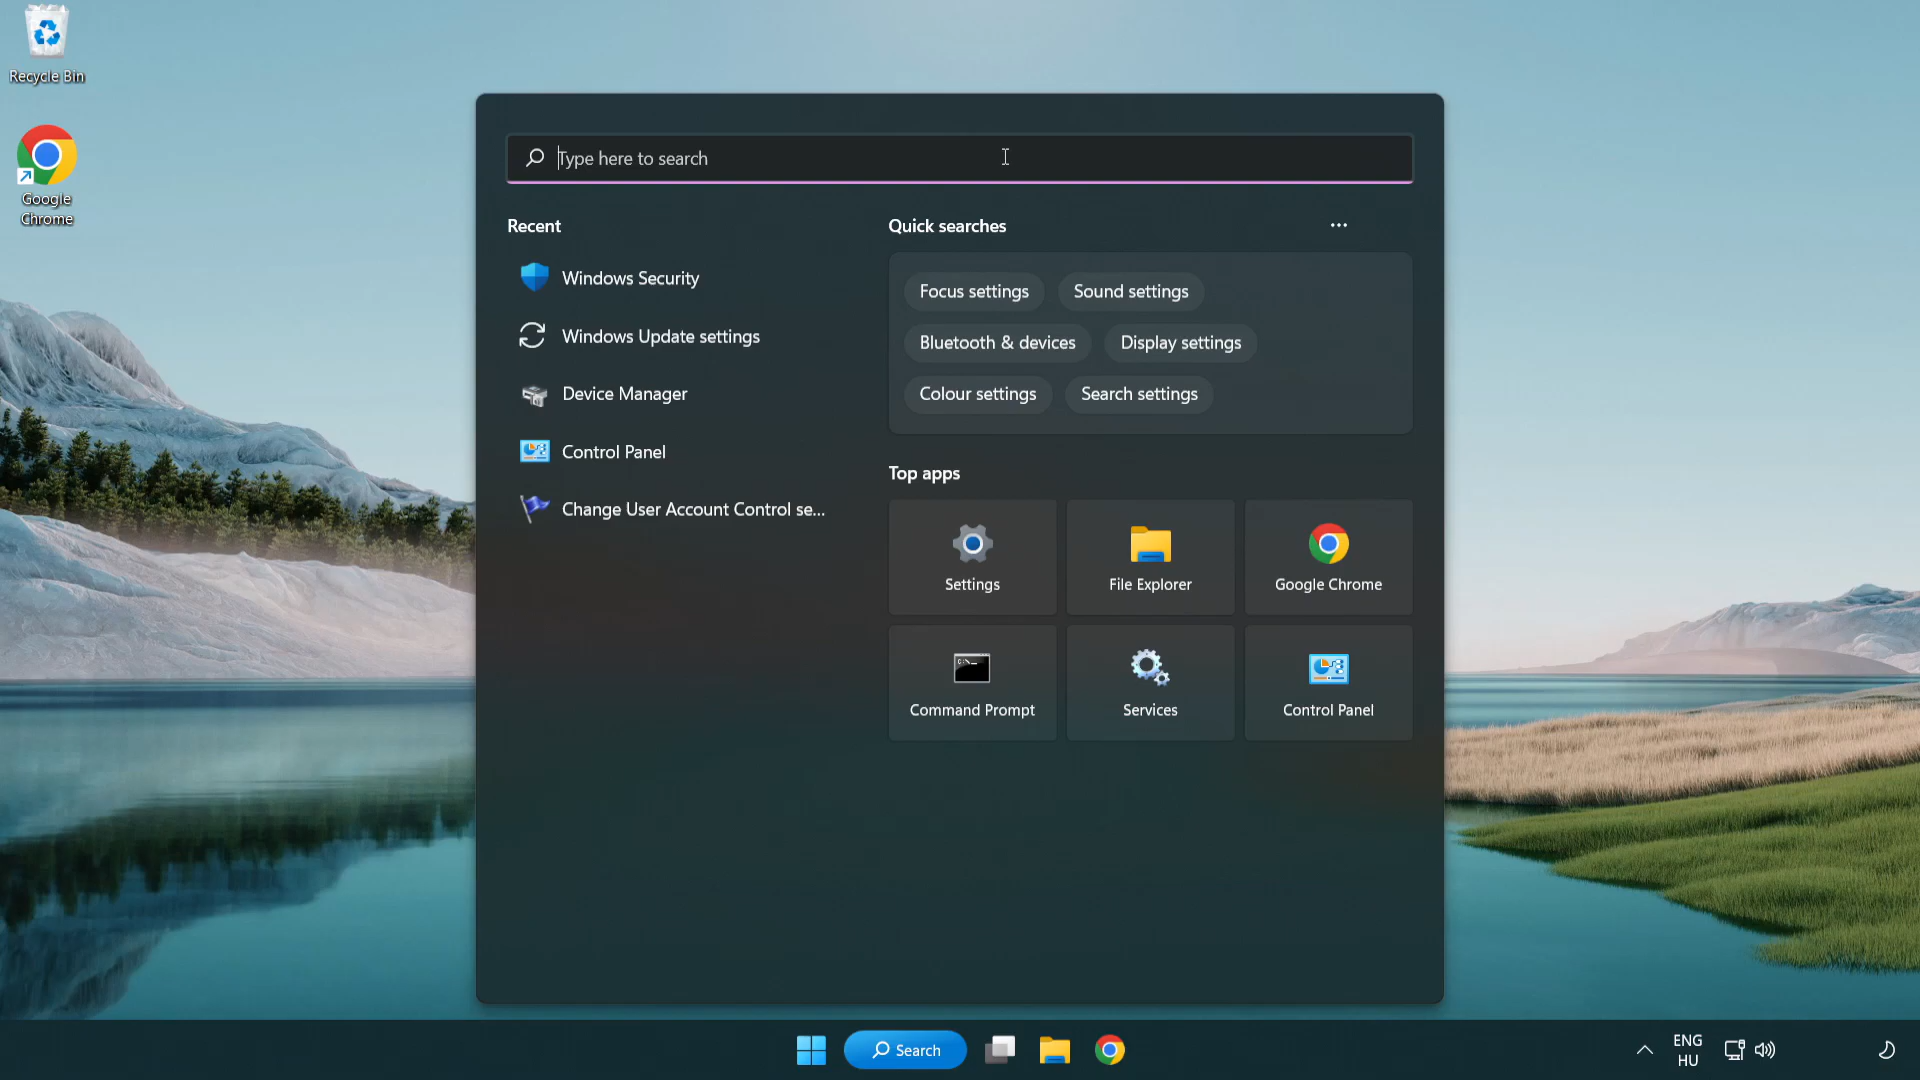 Recycle Bin
Google
Chrome
Type here to search
Recent
Windows Security
Windows Update settings
Device Manager
Control Panel
Change User Account Control se...
Quick searches
Focus settings
Sound settings
Bluetooth & devices
Display settings
Colour settings
Search settings
Top apps
Settings
File Explorer
Google Chrome
Command Prompt
Services
Control Panel
Search
ENG
HU